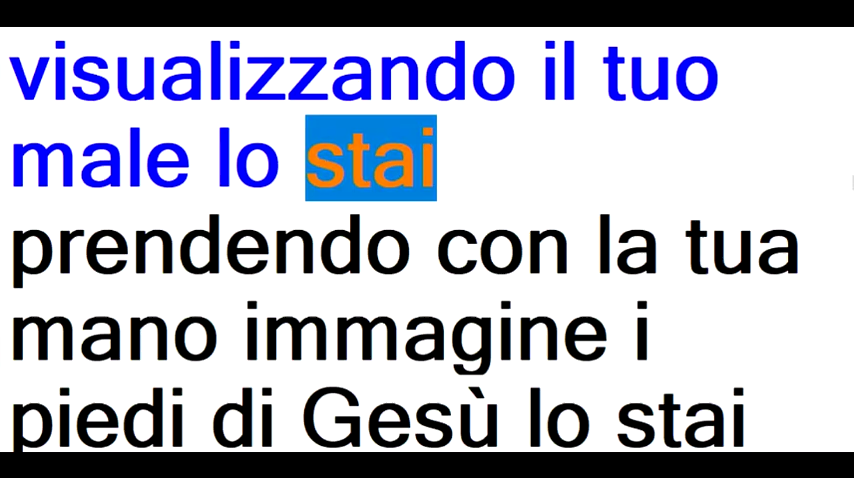 visualizzando il tuo
male lo stai
prendendo con la tua
mano immagine i
piedi di Gesù lo stai